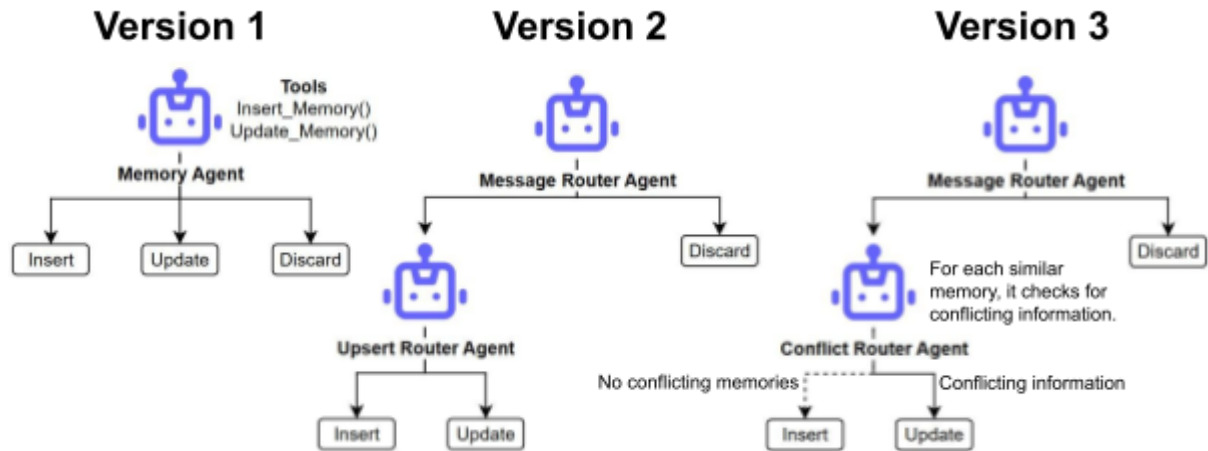 Version 1
Tools
Insert_Memory()
Update_Memory()
Memory Agent
Insert
Update
Discard
Version 2
Message Router Agent
Discard
Upsert Router Agent
Insert
Update
Version 3
Message Router Agent
Discard
For each similar
memory, it checks for
conflicting information.
Conflict Router Agent
No conflicting memories
Conflicting information
Insert
Update